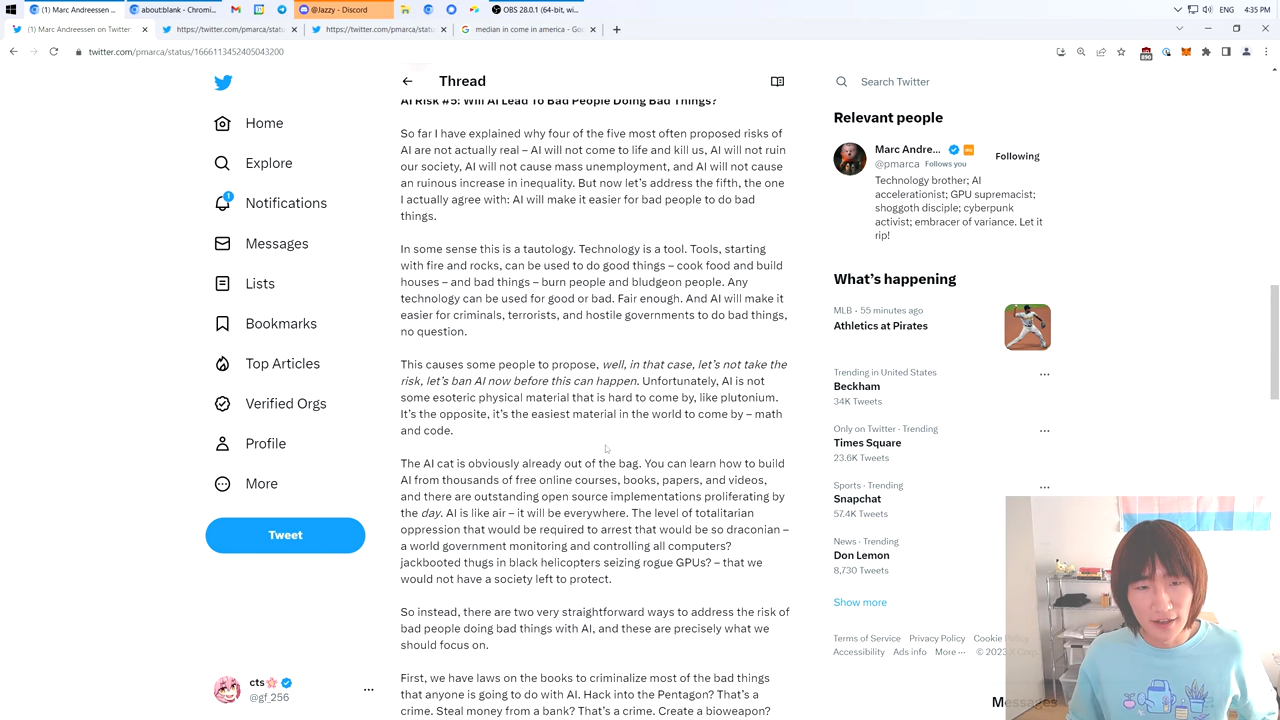 (1) Marc Andreessen ...
about:blank - Chromi...
@Jazzy - Discord
OBS 28.0.1 (64-bit, wi...
ENG
4:35 PM
(1) Marc Andreessen on Twitter:
https://twitter.com/pmarca/statu:
https://twitter.com/pmarca/statu:
median in come in america - Goo
twitter.com/pmarca/status/1666113452405043200
Home
Explore
1
Notifications
Messages
Lists
Bookmarks
Top Articles
Verified Orgs
Profile
More
Tweet
cts🌸
@gf_256
Thread
AI Risk #5: Will AI Lead To Bad People Doing Bad Things?
So far I have explained why four of the five most often proposed risks of
AI are not actually real – AI will not come to life and kill us, AI will not ruin
our society, AI will not cause mass unemployment, and AI will not cause
an ruinous increase in inequality. But now let's address the fifth, the one
I actually agree with: AI will make it easier for bad people to do bad
things.
In some sense this is a tautology. Technology is a tool. Tools, starting
with fire and rocks, can be used to do good things – cook food and build
houses – and bad things – burn people and bludgeon people. Any
technology can be used for good or bad. Fair enough. And AI will make it
easier for criminals, terrorists, and hostile governments to do bad things,
no question.
This causes some people to propose, well, in that case, let's not take the
risk, let's ban AI now before this can happen. Unfortunately, AI is not
some esoteric physical material that is hard to come by, like plutonium.
It's the opposite, it's the easiest material in the world to come by – math
and code.
The AI cat is obviously already out of the bag. You can learn how to build
AI from thousands of free online courses, books, papers, and videos,
and there are outstanding open source implementations proliferating by
the day. AI is like air – it will be everywhere. The level of totalitarian
oppression that would be required to arrest that would be so draconian –
a world government monitoring and controlling all computers?
jackbooted thugs in black helicopters seizing rogue GPUs? – that we
would not have a society left to protect.
So instead, there are two very straightforward ways to address the risk of
bad people doing bad things with AI, and these are precisely what we
should focus on.
First, we have laws on the books to criminalize most of the bad things
that anyone is going to do with AI. Hack into the Pentagon? That's a
crime. Steal money from a bank? That's a crime. Create a bioweapon?
Search Twitter
Relevant people
Marc Andre...
@pmarca Follows you
Following
Technology brother; AI
accelerationist; GPU supremacist;
shoggoth disciple; cyberpunk
activist; embracer of variance. Let it
rip!
What's happening
MLB · 55 minutes ago
Athletics at Pirates
Trending in United States
Beckham
34K Tweets
Only on Twitter · Trending
Times Square
23.6K Tweets
Sports · Trending
Snapchat
57.4K Tweets
News · Trending
Don Lemon
8,730 Tweets
Show more
Terms of Service Privacy Policy Cookie
Accessibility Ads info More ··· © 2023 X Corp.
Messages